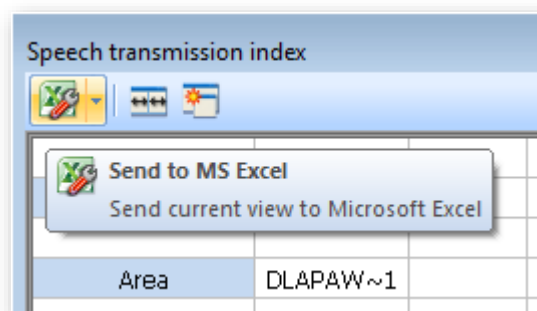 Speech transmission index
Send to MS Excel
Send current view to Microsoft Excel
Area DLAPAW~1